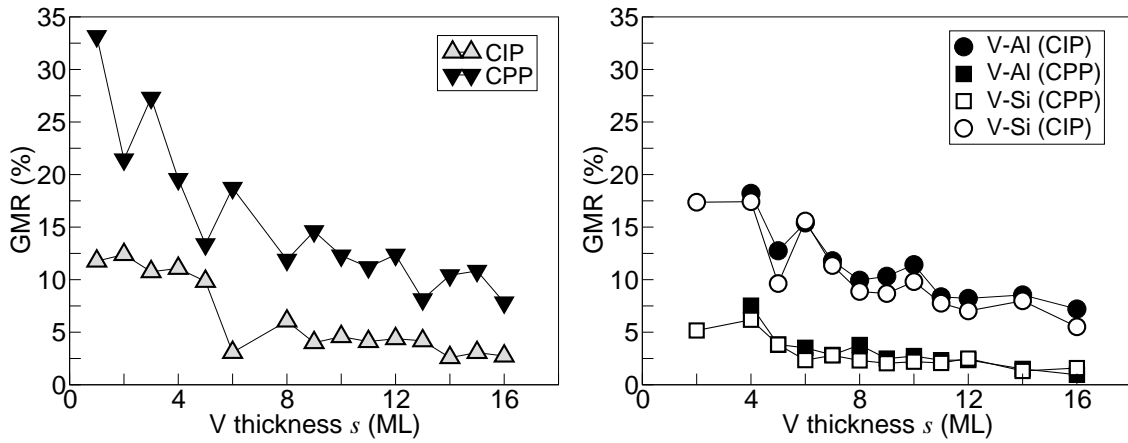 35
30
25
20
15
10
5
0
GMR (%)
0 4 8 12 16
V thickness s (ML)
CIP
CPP
35
30
25
20
15
10
5
0
GMR (%)
0 4 8 12 16
V thickness s (ML)
V-Al (CIP)
V-Al (CPP)
V-Si (CPP)
V-Si (CIP)